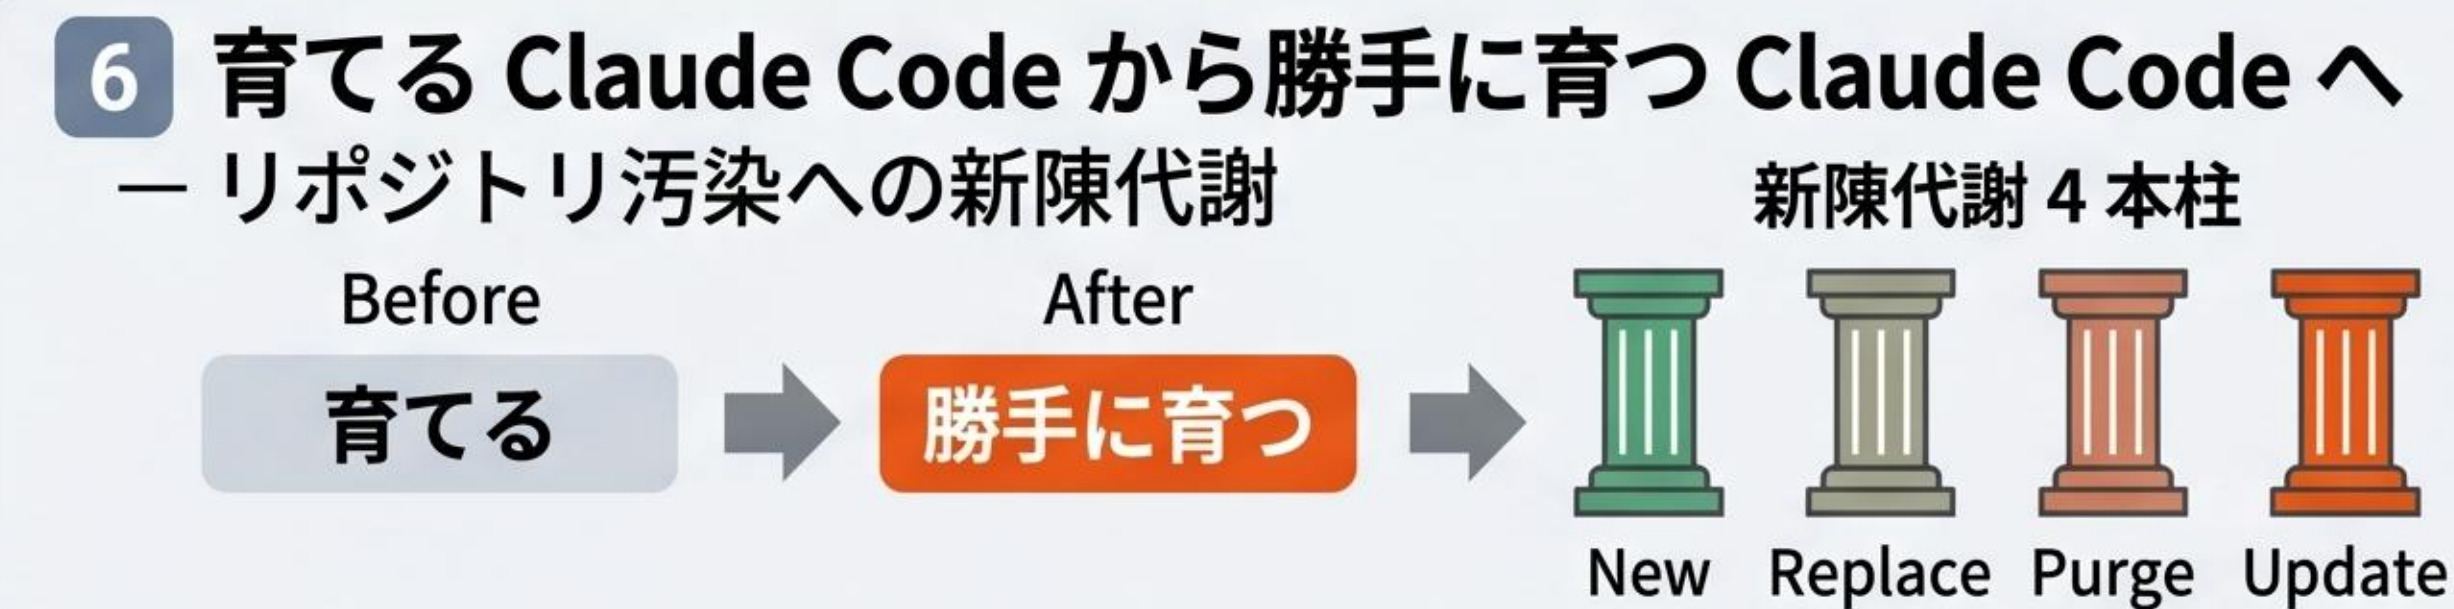 6 育てる Claude Code から勝手に育つ Claude Code へ
— リポジトリ汚染への新陳代謝
新陳代謝 4 本柱
Before
After
育てる
勝手に育つ
New
Replace
Purge
Update